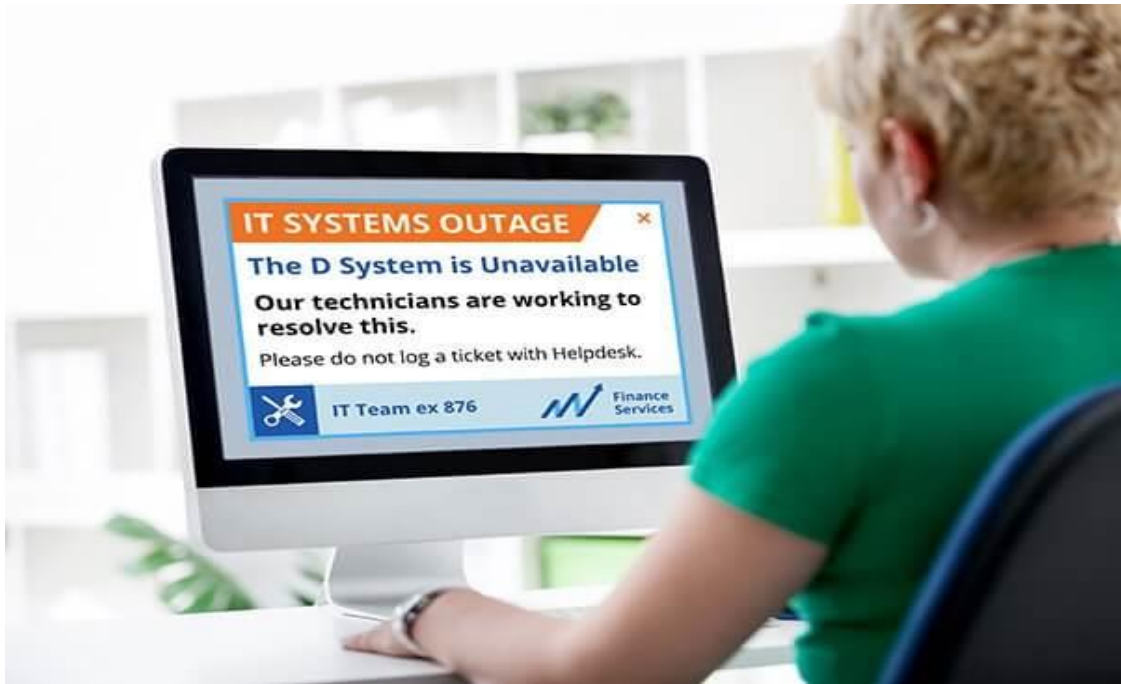 IT SYSTEMS OUTAGE
The D System is Unavailable
Our technicians are working to
resolve this.
Please do not log a ticket with Helpdesk.
IT Team ex 876
Finance
Services